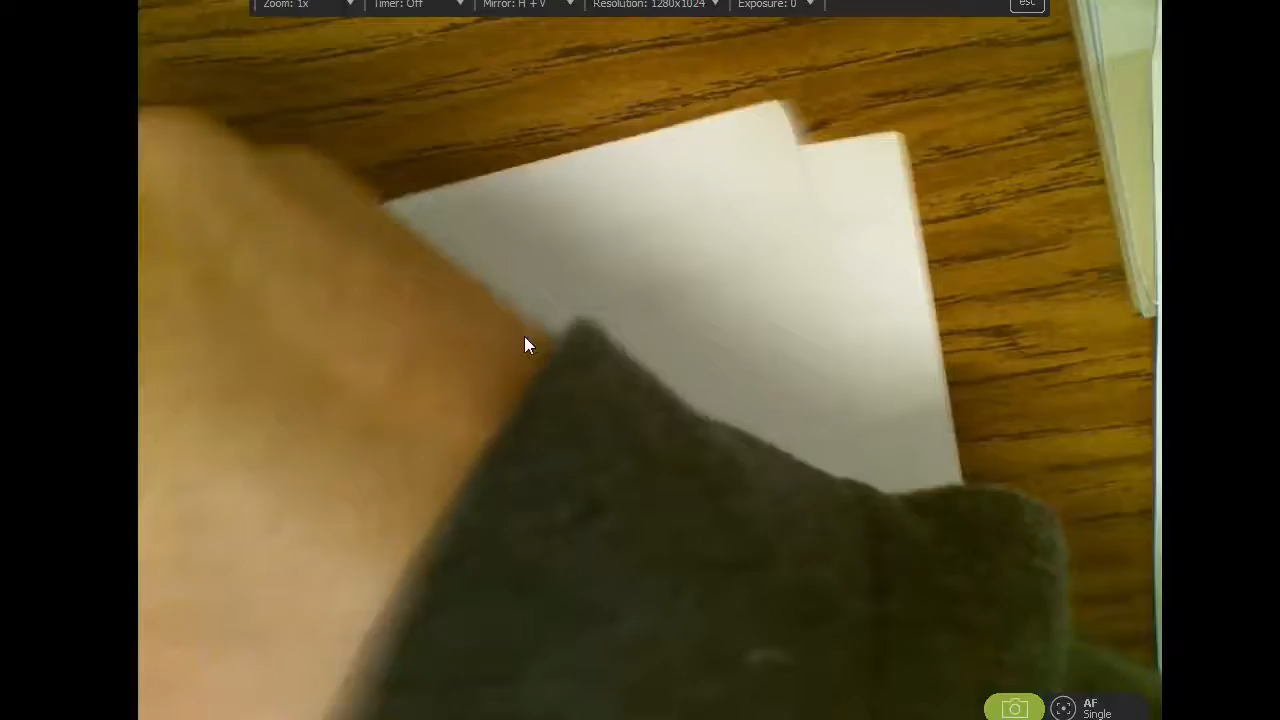 Zoom: 1x Timer: Off Mirror: H + V Resolution: 1280x1024 Exposure: 0 esc
AF
Single